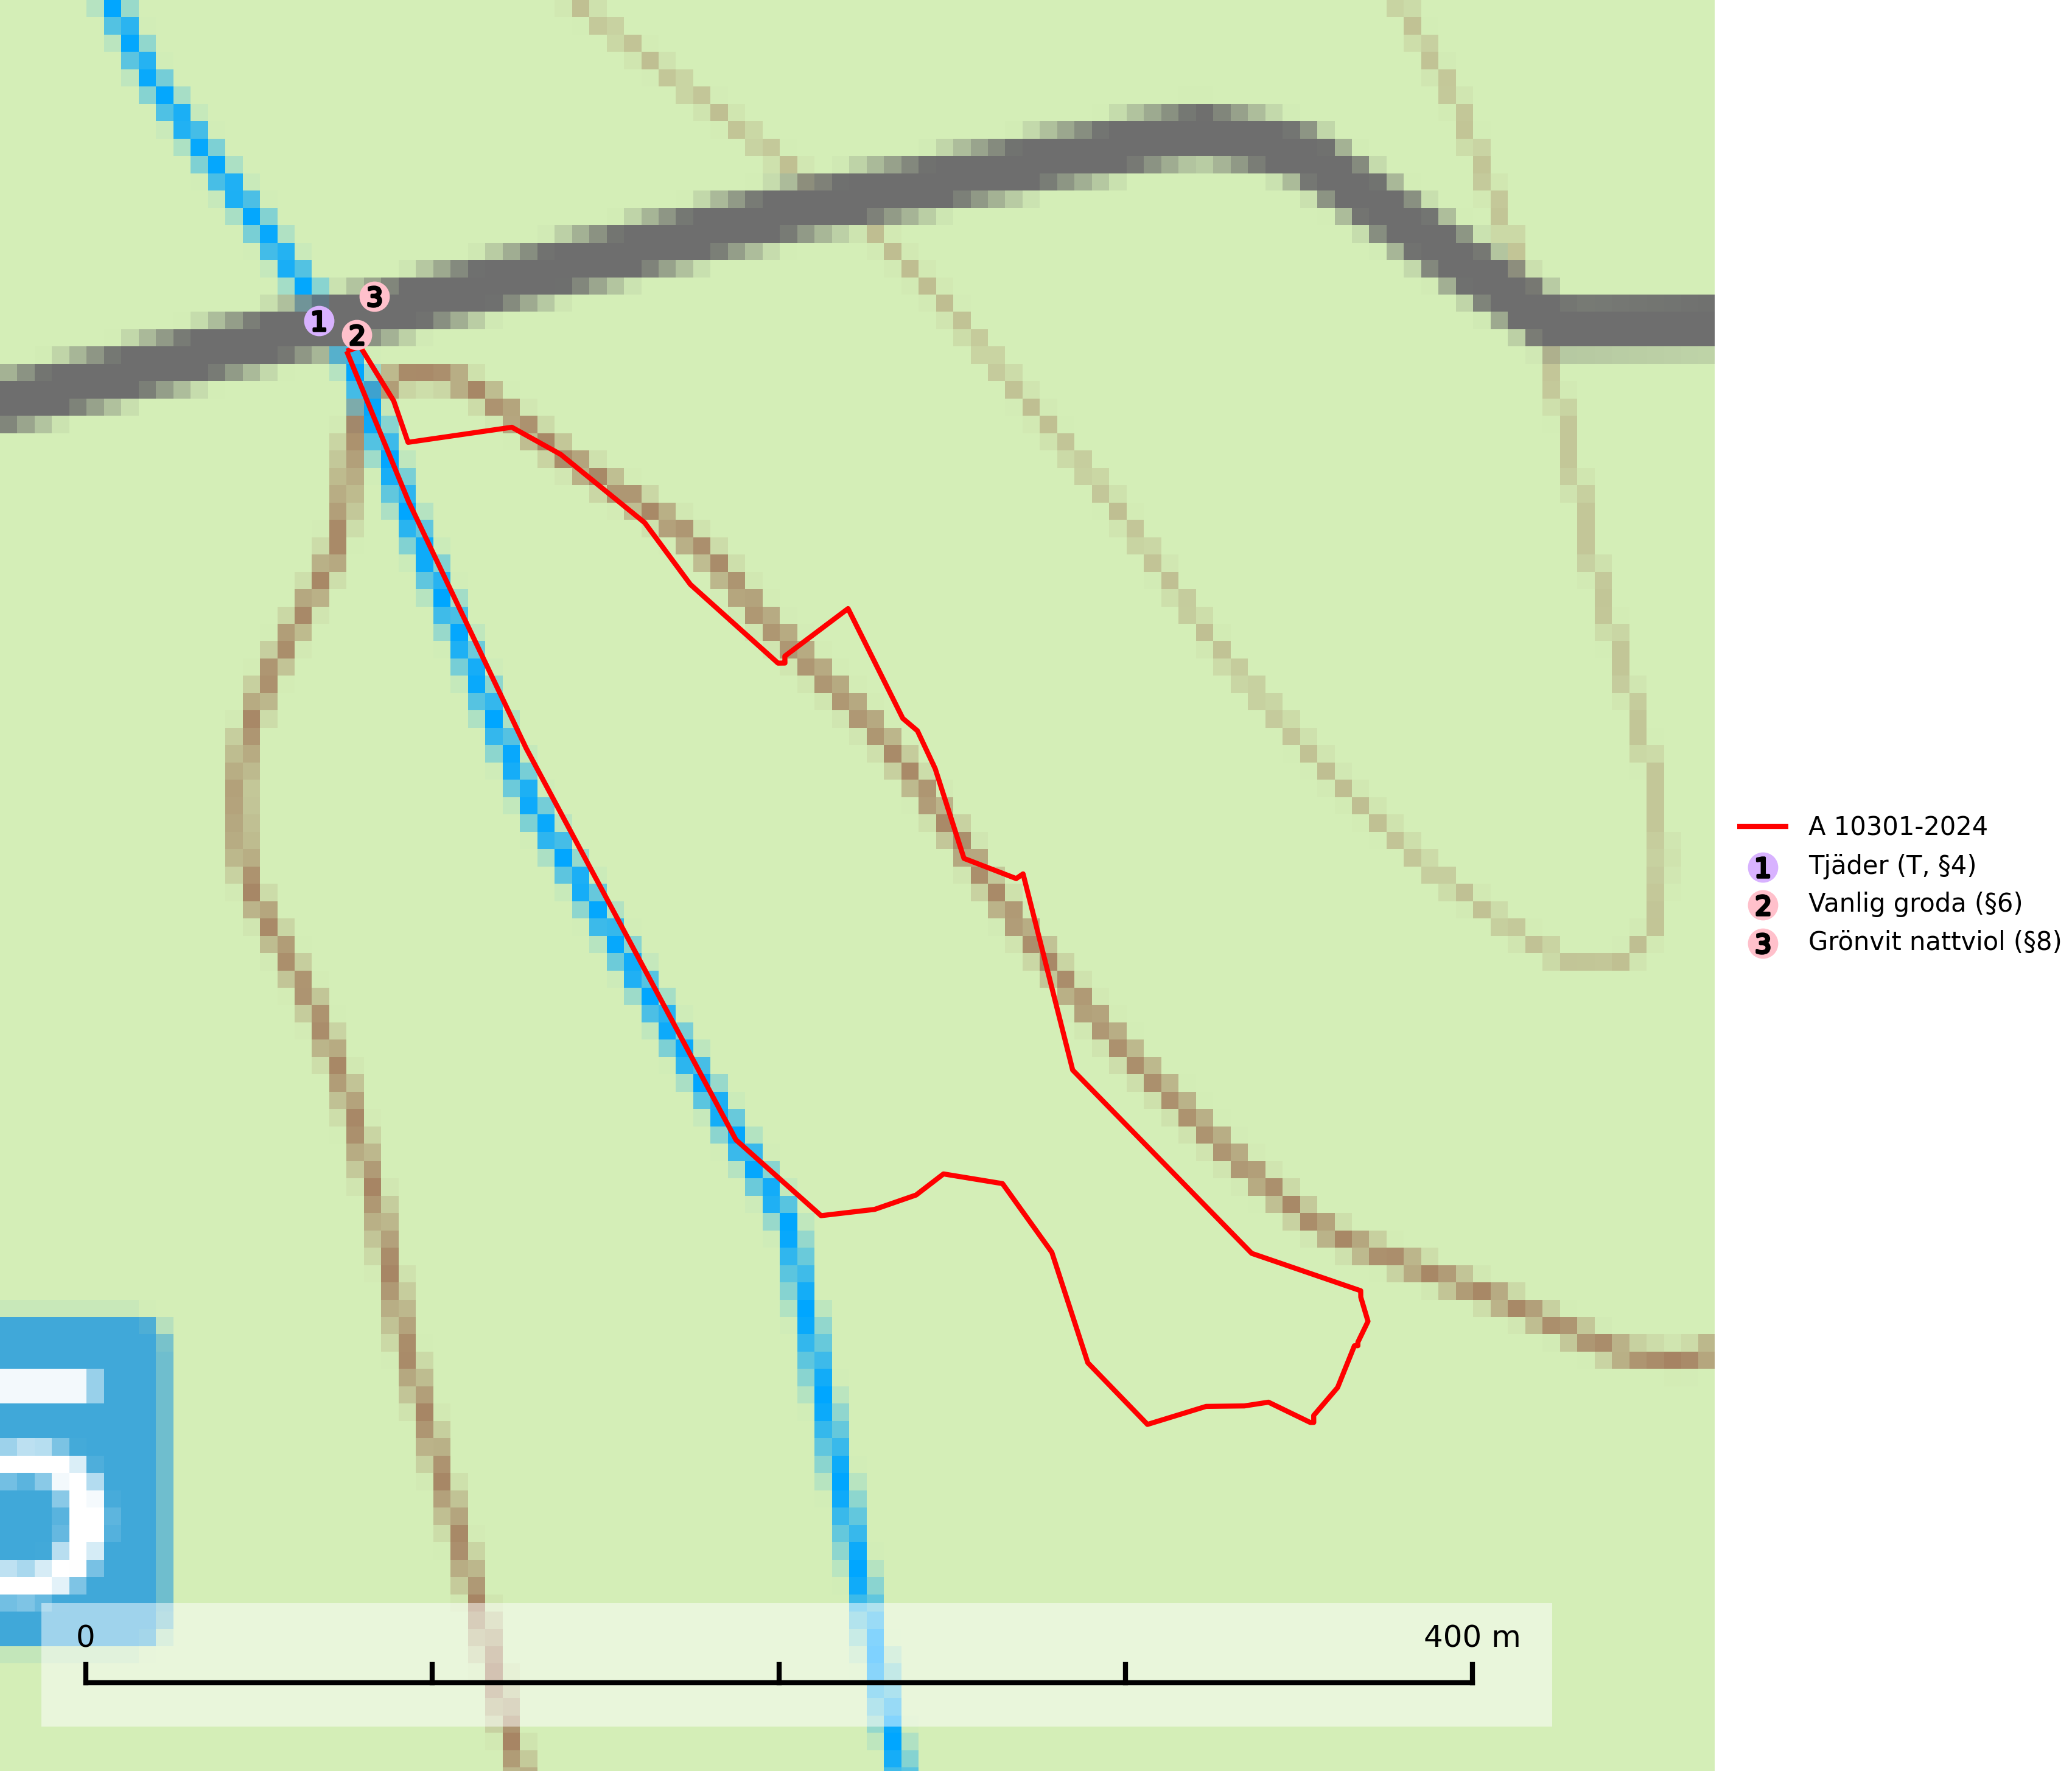 3
1
2
A 10301-2024
1 Tjäder (T, §4)
2 Vanlig groda (§6)
3 Grönvit nattviol (§8)
0 400 m